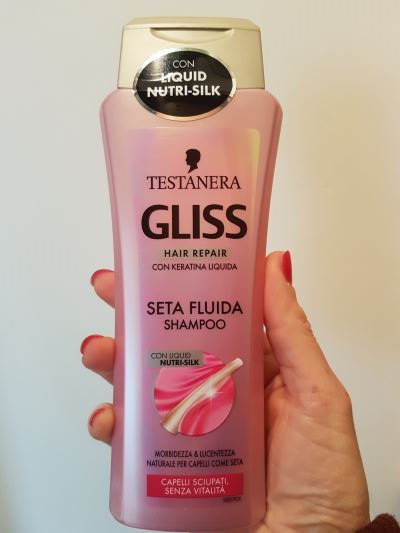 CON
LIQUID
NUTRI-SILK
TESTANERA
GLISS
HAIR REPAIR
CON KERATINA LIQUIDA
SETA FLUIDA
SHAMPOO
CON LIQUID
NUTRI-SILK
MORBIDEZZA & LUCENTEZZA
NATURALE PER CAPELLI COME SETA
CAPELLI SCIUPATI,
SENZA VITALITÀ